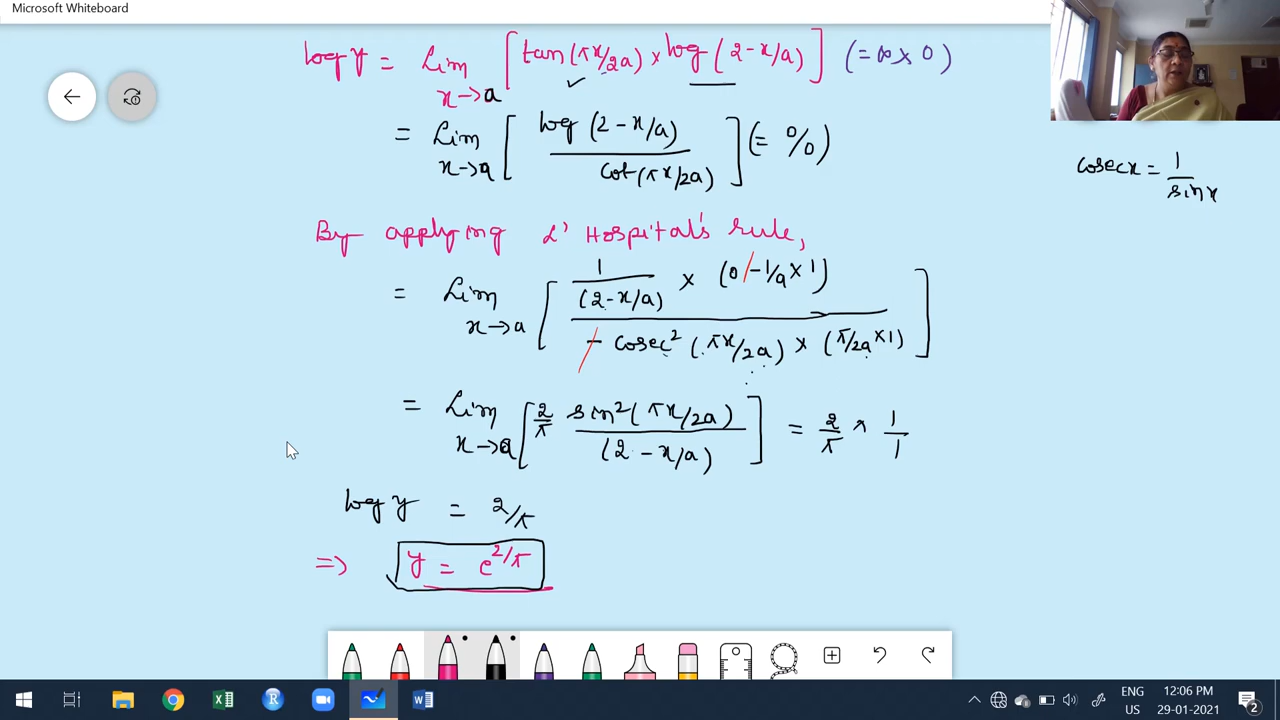 Microsoft Whiteboard
log y = Lim x→a [tan (πx/2a) × log (2 − x/a)] (= ∞ × 0)
= Lim x→a [log (2 − x/a) / cot (πx/2a)] (= 0/0)
cosec x = 1 / sin x
By applying L' Hospital's rule,
= Lim x→a [1 / (2 − x/a) × (0 − 1/a × 1) / − cosec² (πx/2a) × (π/2a × 1)]
= Lim x→a [2/π sin² (πx/2a) / (2 − x/a)] = 2/π × 1/1
log y = 2/π
⇒ y = e^2/π
ENG
US
12:06 PM
29-01-2021
2